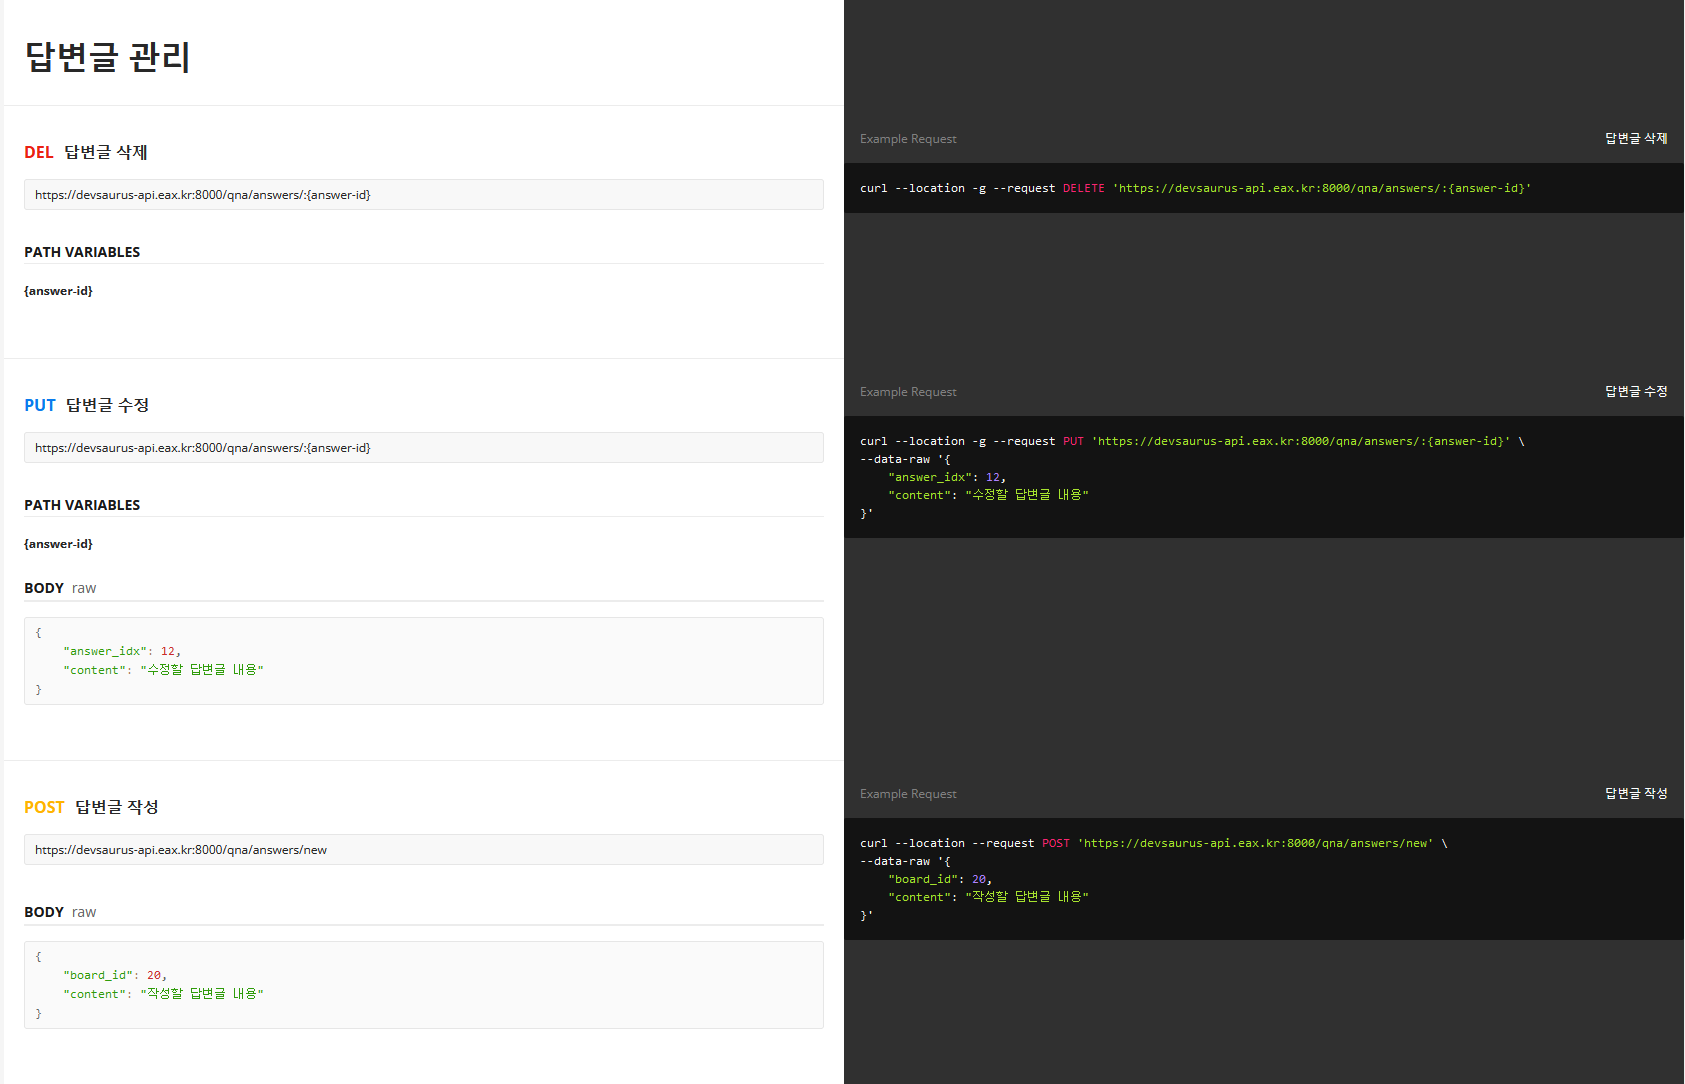 답변글 관리
DEL 답변글 삭제
https://devsaurus-api.eax.kr:8000/qna/answers/:{answer-id}
PATH VARIABLES
{answer-id}
Example Request
답변글 삭제
curl --location -g --request DELETE 'https://devsaurus-api.eax.kr:8000/qna/answers/:{answer-id}'
PUT 답변글 수정
https://devsaurus-api.eax.kr:8000/qna/answers/:{answer-id}
PATH VARIABLES
{answer-id}
BODY raw
{
    "answer_idx": 12,
    "content": "수정할 답변글 내용"
}
Example Request
답변글 수정
curl --location -g --request PUT 'https://devsaurus-api.eax.kr:8000/qna/answers/:{answer-id}' \
--data-raw '{
    "answer_idx": 12,
    "content": "수정할 답변글 내용"
}'
POST 답변글 작성
https://devsaurus-api.eax.kr:8000/qna/answers/new
BODY raw
{
    "board_id": 20,
    "content": "작성할 답변글 내용"
}
Example Request
답변글 작성
curl --location --request POST 'https://devsaurus-api.eax.kr:8000/qna/answers/new' \
--data-raw '{
    "board_id": 20,
    "content": "작성할 답변글 내용"
}'